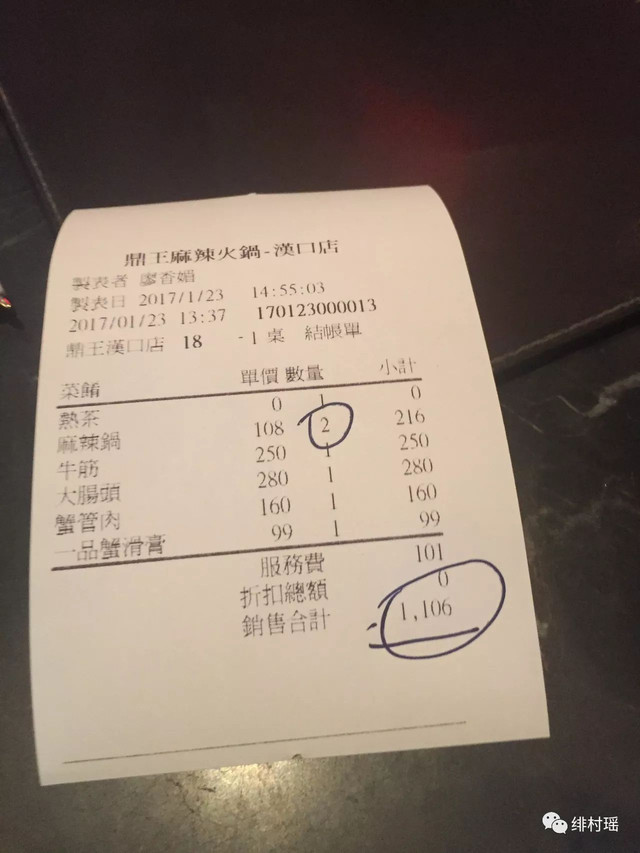 鼎王麻辣火鍋-漢口店
製表者 廖香媚
製表日 2017/1/23 14:55:03
2017/01/23 13:37 170123000013
鼎王漢口店 18 -1 桌 結帳單
菜餚 單價 數量 小計
熱茶 0 1 0
麻辣鍋 108 2 216
牛筋 250 1 250
大腸頭 280 1 280
蟹管肉 160 1 160
一品蟹滑膏 99 1 99
服務費 101
折扣總額 0
銷售合計 1,106
绯村瑶